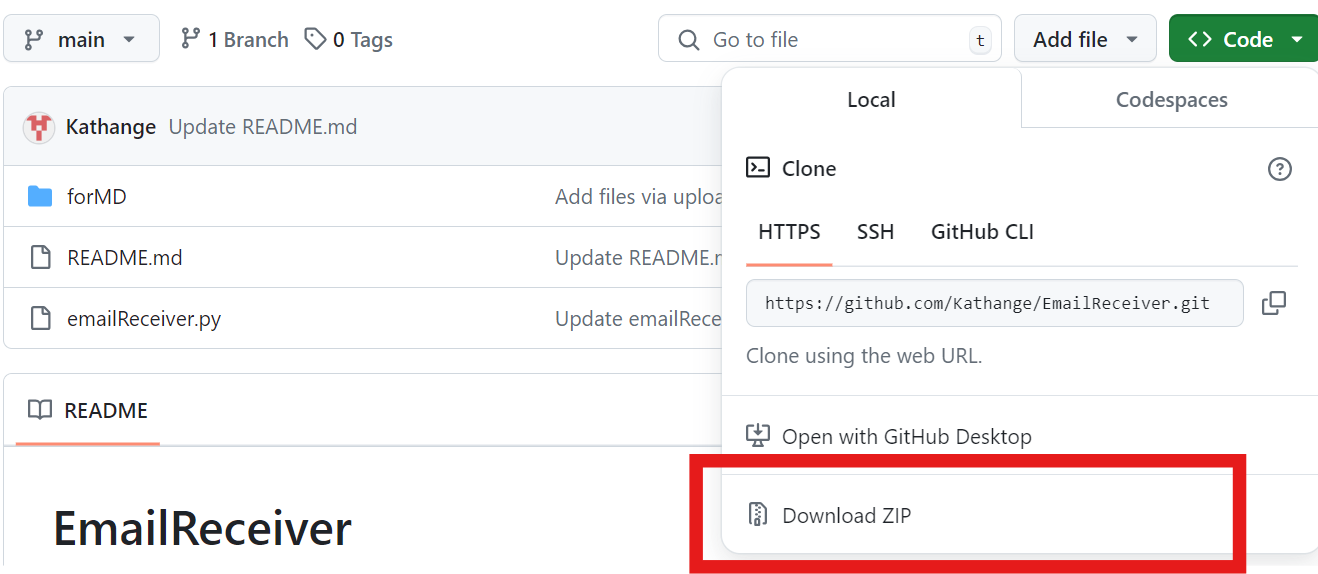 main 1 Branch 0 Tags Go to file t Add file Code
Kathange Update README.md
forMD Add files via uploa
README.md Update README.r
emailReceiver.py Update emailRece
README
EmailReceiver
Local Codespaces
Clone
HTTPS SSH GitHub CLI
https://github.com/Kathange/EmailReceiver.git
Clone using the web URL.
Open with GitHub Desktop
Download ZIP